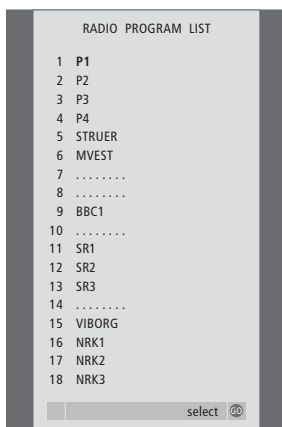 RADIO PROGRAM LIST
1 P1
2 P2
3 P3
4 P4
5 STRUER
6 MVEST
7 ........
8 ........
9 BBC1
10 ........
11 SR1
12 SR2
13 SR3
14 ........
15 VIBORG
16 NRK1
17 NRK2
18 NRK3
select GO